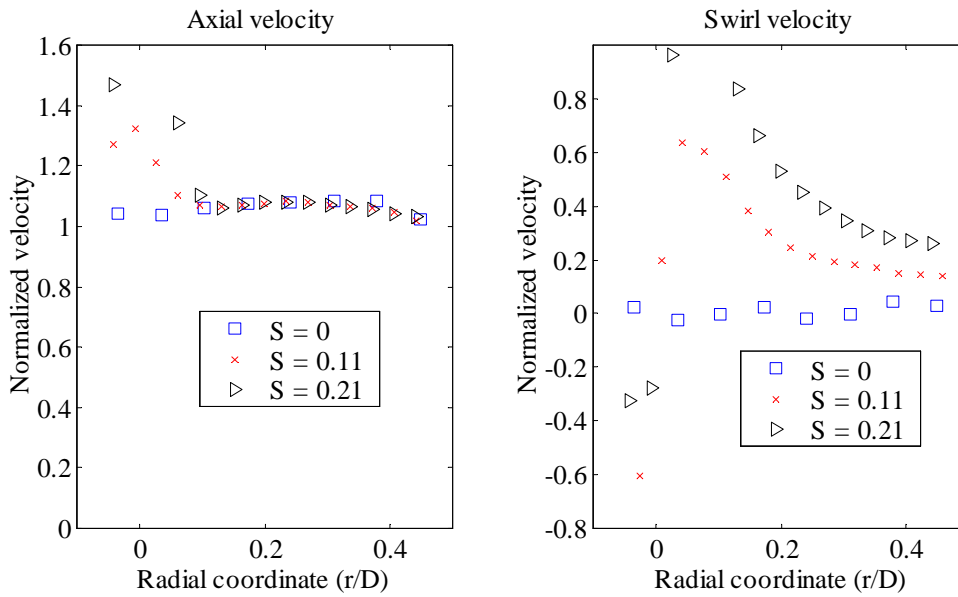 Axial velocity
Normalized velocity
1.6
1.4
1.2
1
0.8
0.6
0.4
0.2
0
0 0.2 0.4
Radial coordinate (r/D)
S = 0
S = 0.11
S = 0.21
Swirl velocity
Normalized velocity
0.8
0.6
0.4
0.2
0
-0.2
-0.4
-0.6
-0.8
0 0.2 0.4
Radial coordinate (r/D)
S = 0
S = 0.11
S = 0.21